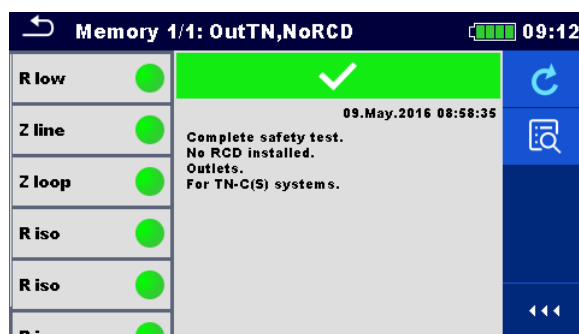 Memory 1/1: OutTN,NoRCD
09:12
R low
Z line
Z loop
R iso
R iso
09.May.2016 08:58:35
Complete safety test.
No RCD installed.
Outlets.
For TN-C(S) systems.